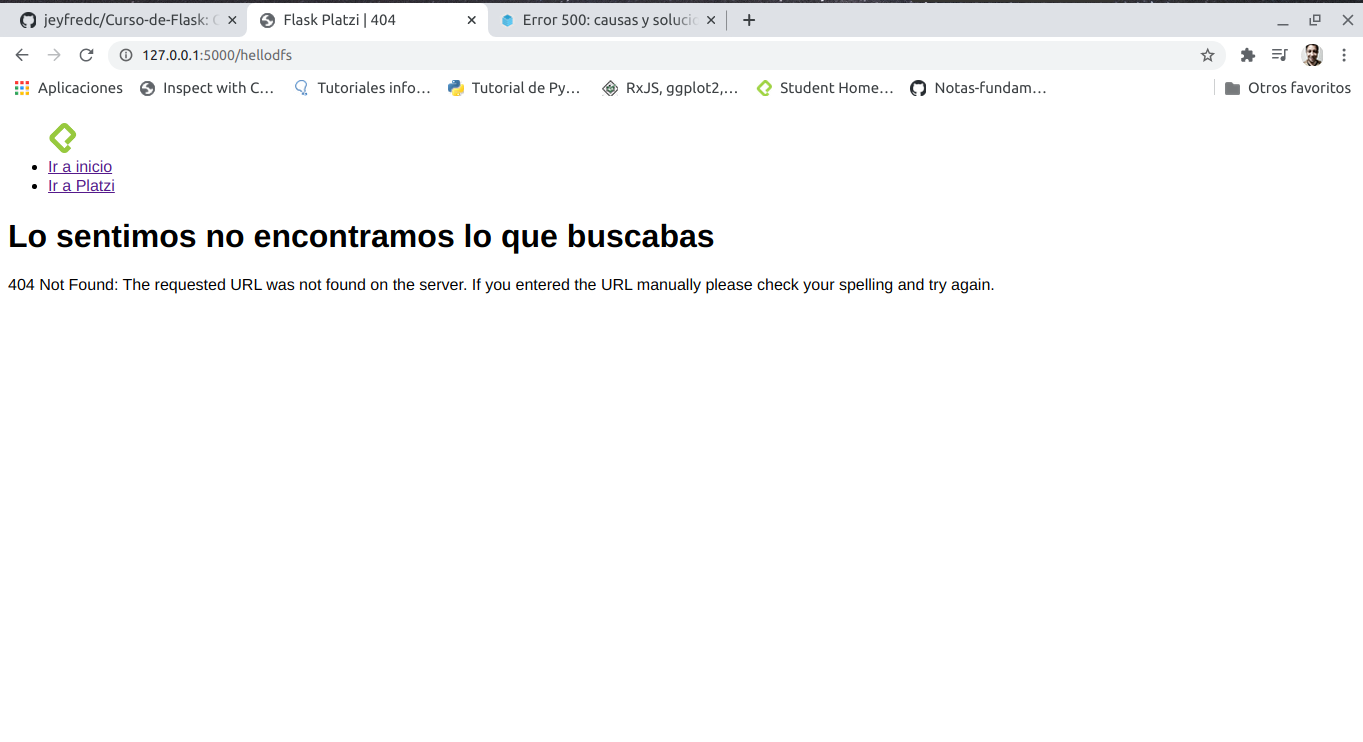 jeyfredc/Curso-de-Flask:
Flask Platzi | 404
Error 500: causas y soluci
127.0.0.1:5000/hellodfs
Aplicaciones
Inspect with C…
Tutoriales info…
Tutorial de Py…
RxJS, ggplot2,…
Student Home…
Notas-fundam…
Otros favoritos
Ir a inicio
Ir a Platzi
Lo sentimos no encontramos lo que buscabas
404 Not Found: The requested URL was not found on the server. If you entered the URL manually please check your spelling and try again.